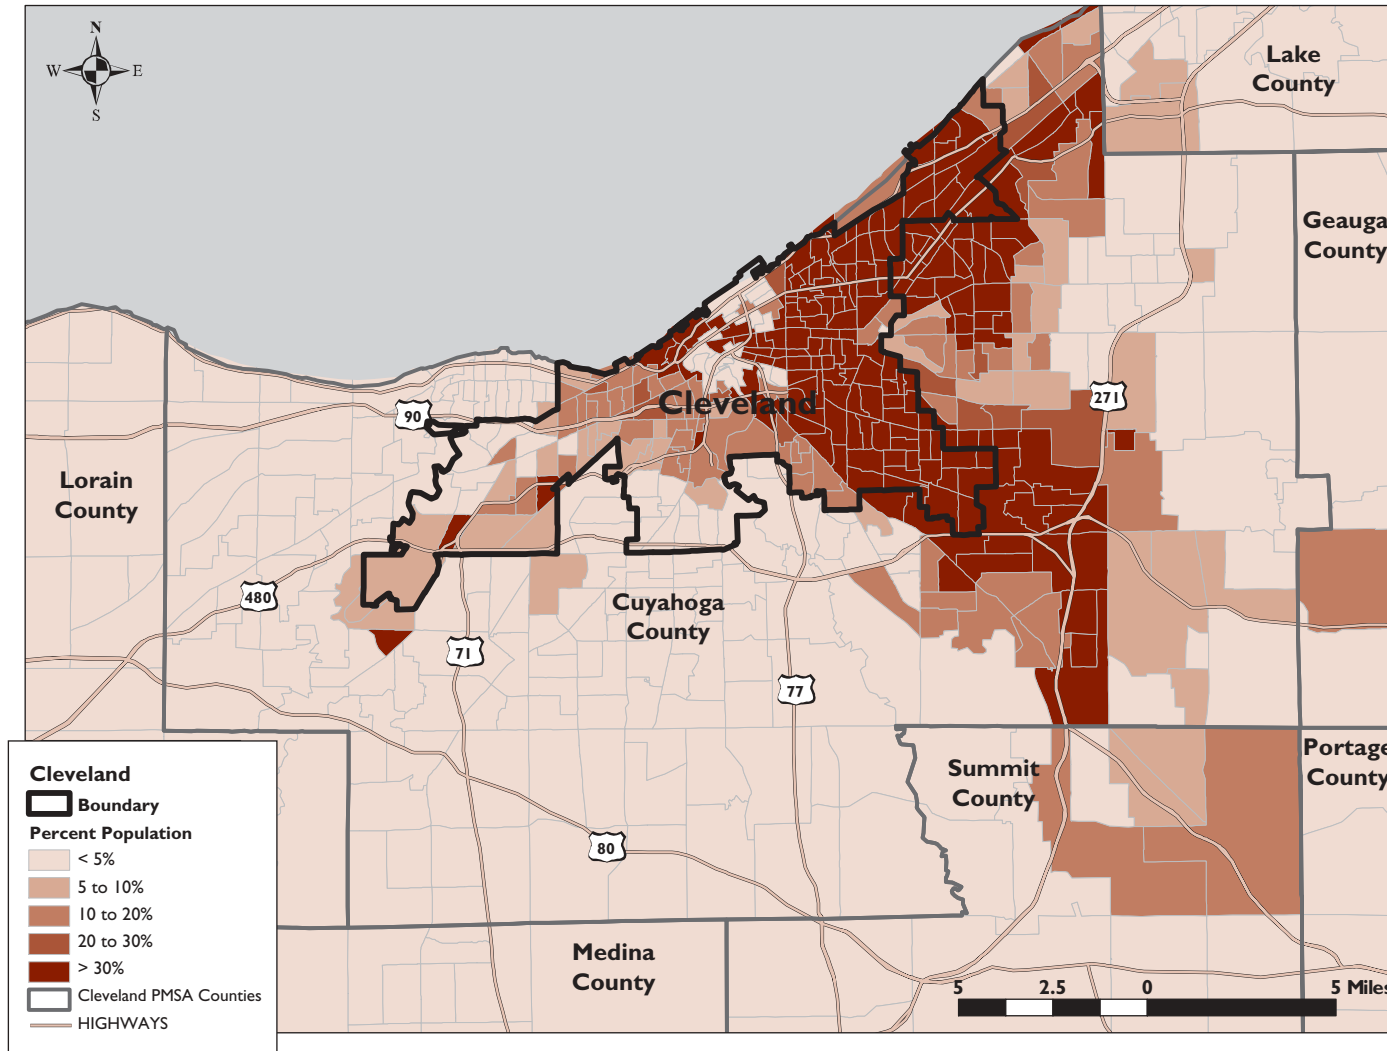 N
W
E
S
Lake
County
Geauga
County
271
Cleveland
90
Lorain
County
480
Cuyahoga
County
71
77
Summit
County
Portage
County
80
Medina
County
Cleveland
Boundary
Percent Population
< 5%
5 to 10%
10 to 20%
20 to 30%
> 30%
Cleveland PMSA Counties
HIGHWAYS
5 2.5 0 5 Miles